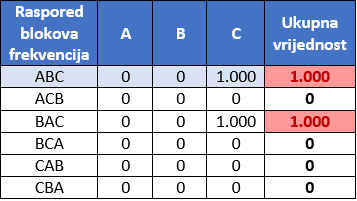 Raspored blokova frekvencija A B C Ukupna vrijednost
ABC 0 0 1.000 1.000
ACB 0 0 0 0
BAC 0 0 1.000 1.000
BCA 0 0 0 0
CAB 0 0 0 0
CBA 0 0 0 0